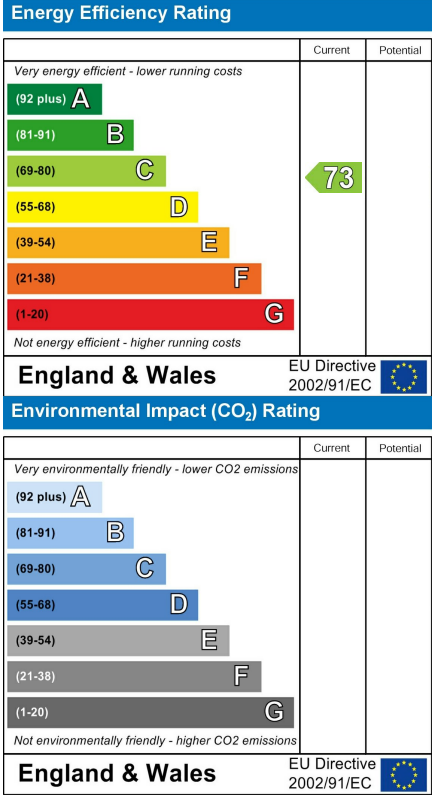 Energy Efficiency Rating
Current Potential
Very energy efficient - lower running costs
(92 plus) A
(81-91) B
(69-80) C
73
(55-68) D
(39-54) E
(21-38) F
(1-20) G
Not energy efficient - higher running costs
England & Wales
EU Directive
2002/91/EC
Environmental Impact (CO₂) Rating
Current Potential
Very environmentally friendly - lower CO2 emissions
(92 plus) A
(81-91) B
(69-80) C
(55-68) D
(39-54) E
(21-38) F
(1-20) G
Not environmentally friendly - higher CO2 emissions
England & Wales
EU Directive
2002/91/EC